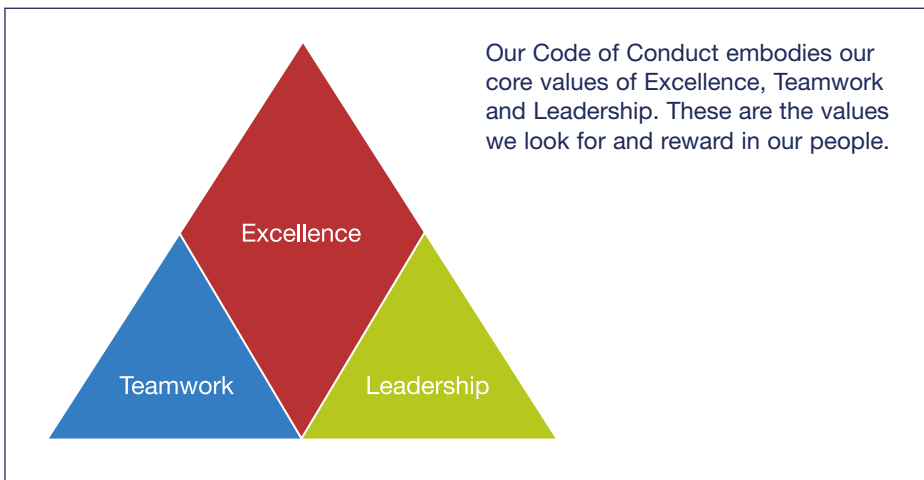 Our Code of Conduct embodies our
core values of Excellence, Teamwork
and Leadership. These are the values
we look for and reward in our people.
Excellence
Teamwork
Leadership